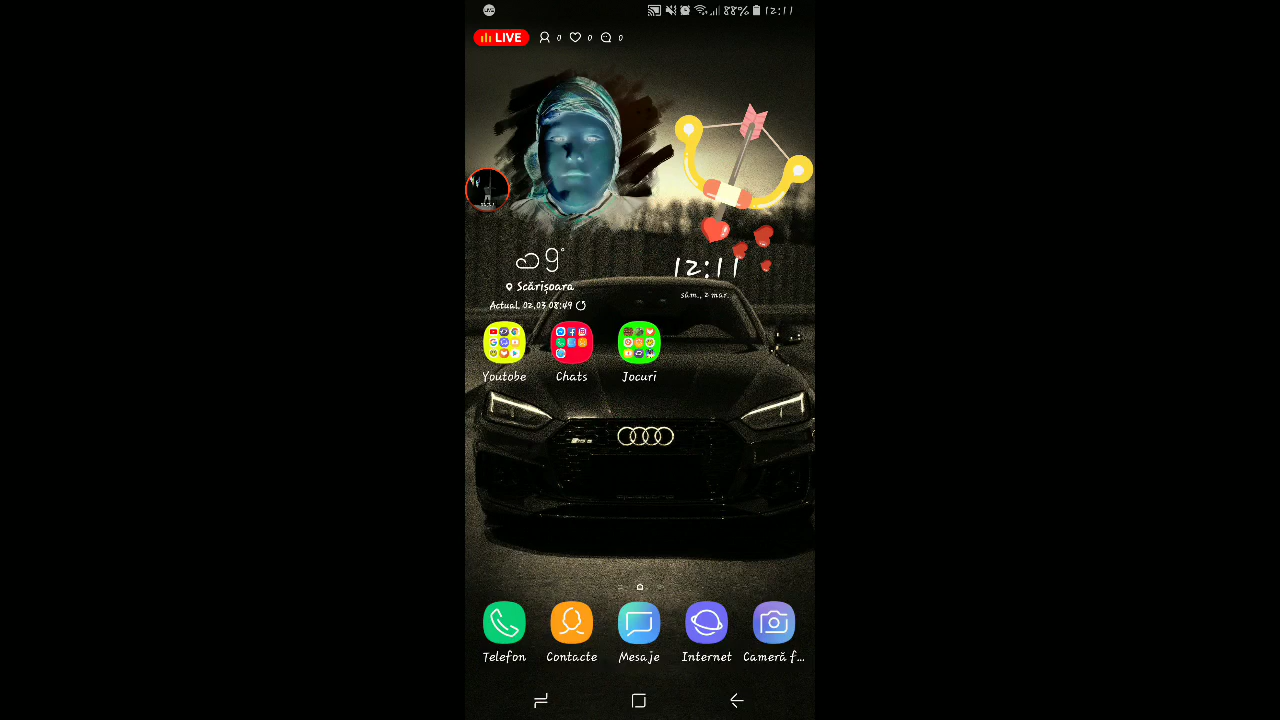 88% 12:11
LIVE 0 0 0
9°
12:11
Scărișoara
sâm., 2 mar.
Actual. 02.03 08:49
Youtobe Chats Jocuri
Telefon Contacte Mesaje Internet Cameră f...